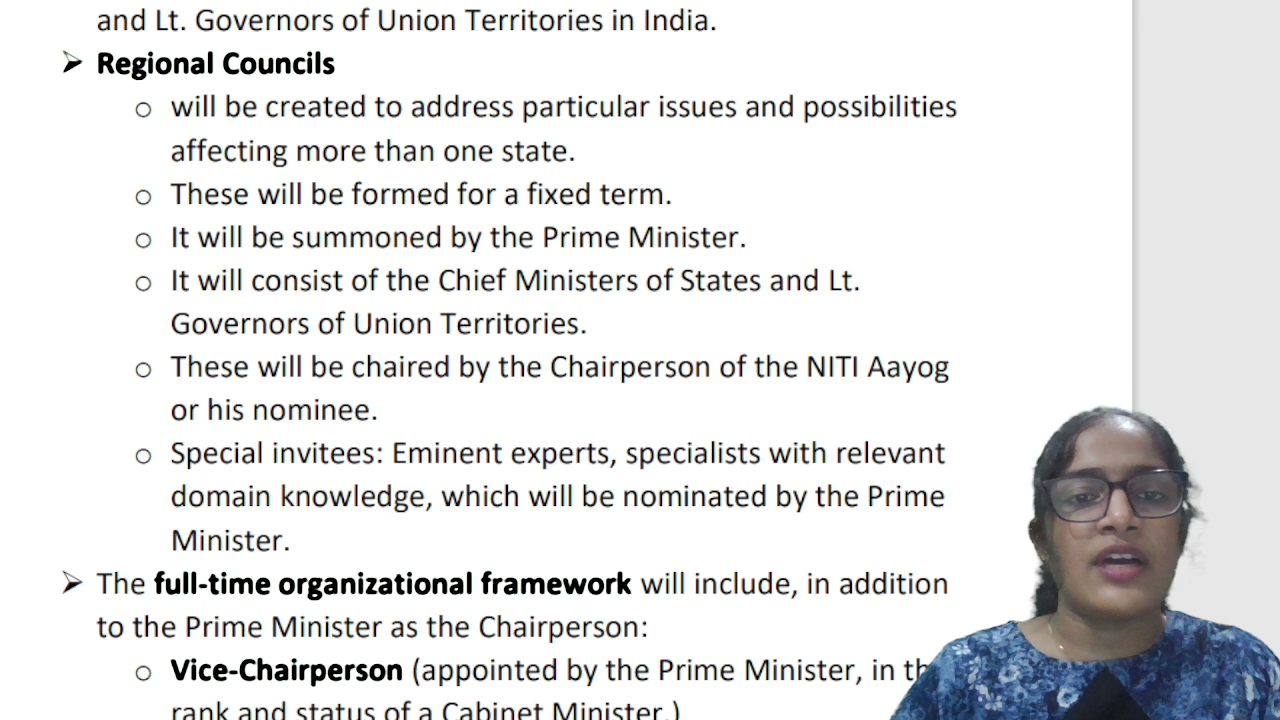 and Lt. Governors of Union Territories in India.
➢ Regional Councils
o will be created to address particular issues and possibilities
affecting more than one state.
o These will be formed for a fixed term.
o It will be summoned by the Prime Minister.
o It will consist of the Chief Ministers of States and Lt.
Governors of Union Territories.
o These will be chaired by the Chairperson of the NITI Aayog
or his nominee.
o Special invitees: Eminent experts, specialists with relevant
domain knowledge, which will be nominated by the Prime
Minister.
➢ The full-time organizational framework will include, in addition
to the Prime Minister as the Chairperson:
o Vice-Chairperson (appointed by the Prime Minister, in
rank and status of a Cabinet Minister.)